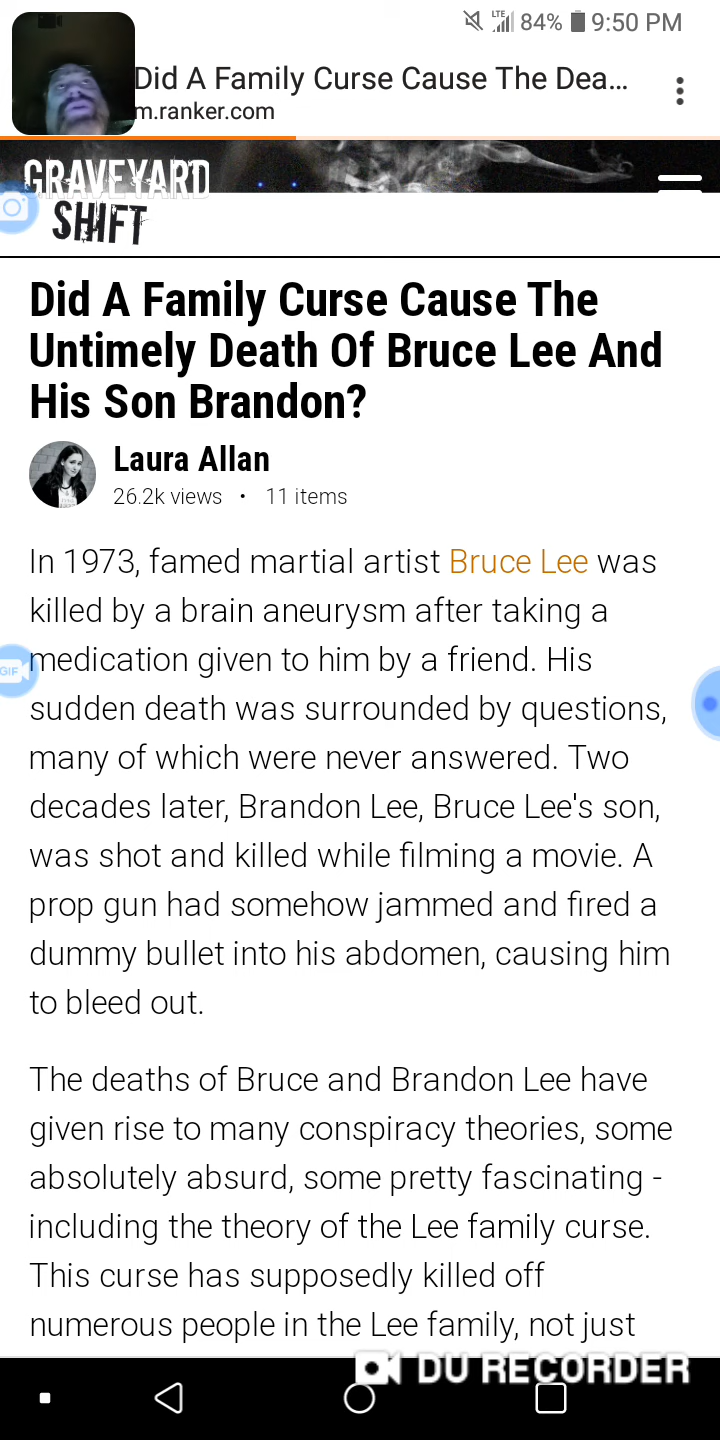 LTE 84% 9:50 PM
Did A Family Curse Cause The Dea...
m.ranker.com
GRAVEYARD
SHIFT
Did A Family Curse Cause The
Untimely Death Of Bruce Lee And
His Son Brandon?
Laura Allan
26.2k views • 11 items
In 1973, famed martial artist Bruce Lee was
killed by a brain aneurysm after taking a
GIF
medication given to him by a friend. His
sudden death was surrounded by questions,
many of which were never answered. Two
decades later, Brandon Lee, Bruce Lee's son,
was shot and killed while filming a movie. A
prop gun had somehow jammed and fired a
dummy bullet into his abdomen, causing him
to bleed out.
The deaths of Bruce and Brandon Lee have
given rise to many conspiracy theories, some
absolutely absurd, some pretty fascinating -
including the theory of the Lee family curse.
This curse has supposedly killed off
numerous people in the Lee family, not just
DU RECORDER